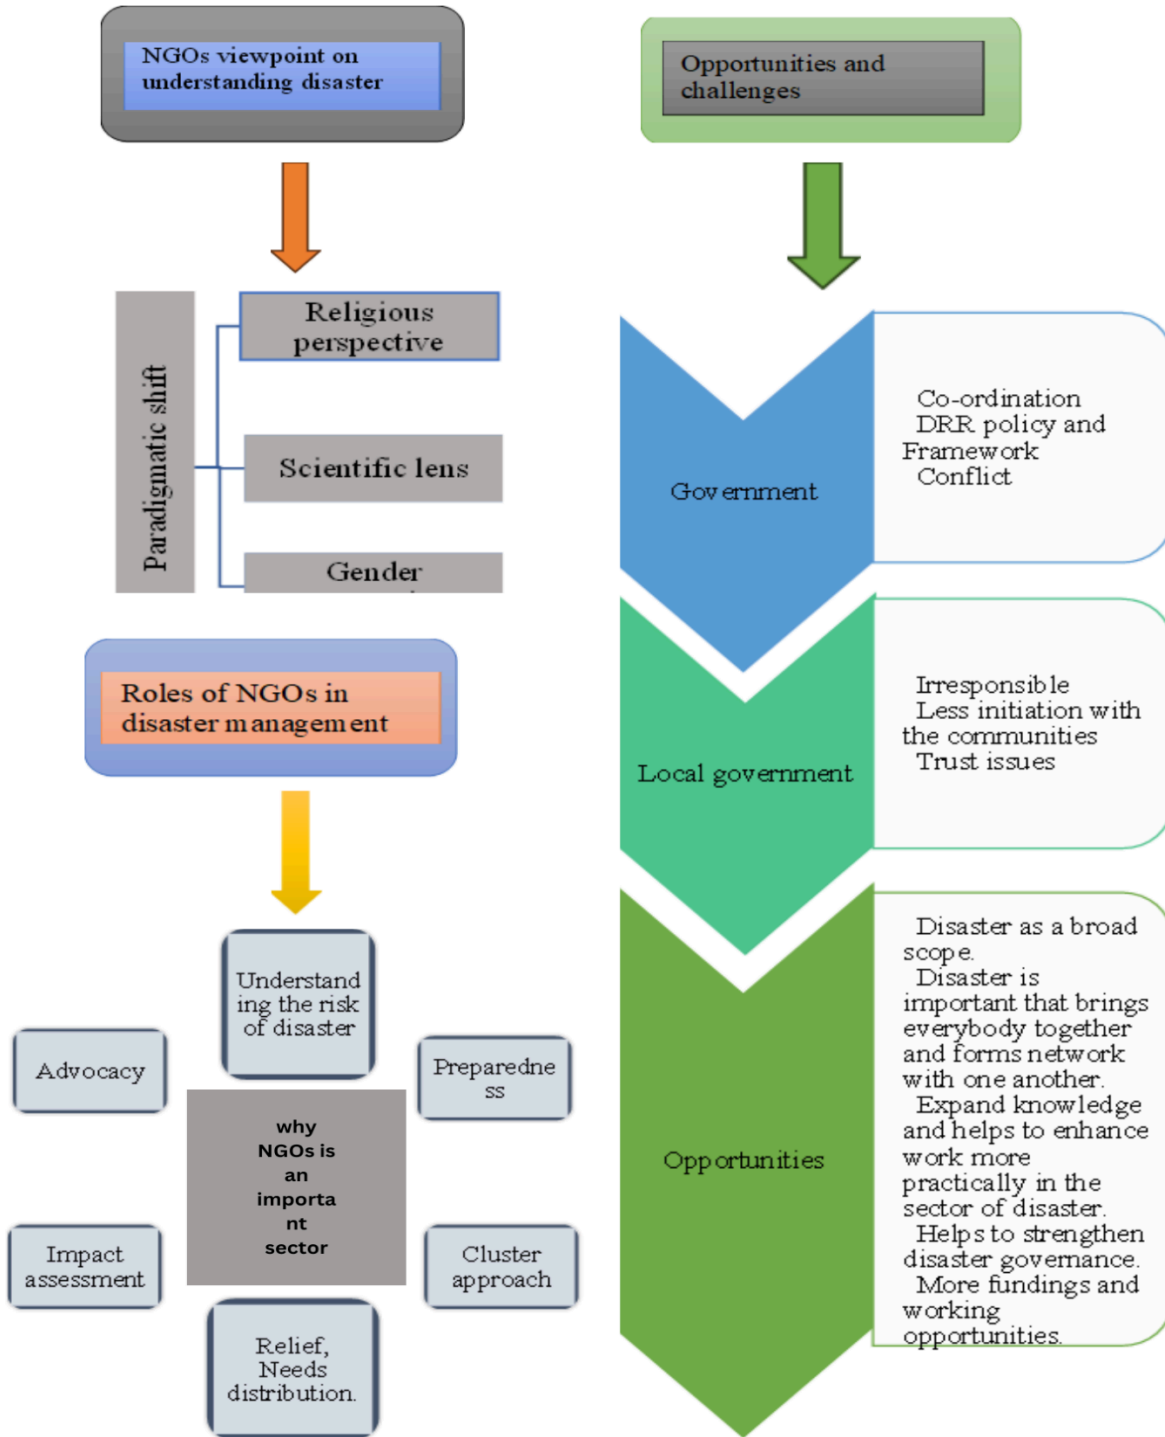 NGOs viewpoint on
understanding disaster
Paradigmatic shift
Religious
perspective
Scientific lens
Gender
Roles of NGOs in
disaster management
Understand
ing the risk
of disaster
Advocacy
Preparedne
ss
why
NGOs is
an
importa
nt
sector
Impact
assessment
Cluster
approach
Relief,
Needs
distribution.
Opportunities and
challenges
Government
Co-ordination
DRR policy and
Framework
Conflict
Local government
Irresponsible
Less initiation with
the communities
Trust issues
Opportunities
Disaster as a broad
scope.
Disaster is
important that brings
everybody together
and forms network
with one another.
Expand knowledge
and helps to enhance
work more
practically in the
sector of disaster.
Helps to strengthen
disaster governance.
More fundings and
working
opportunities.